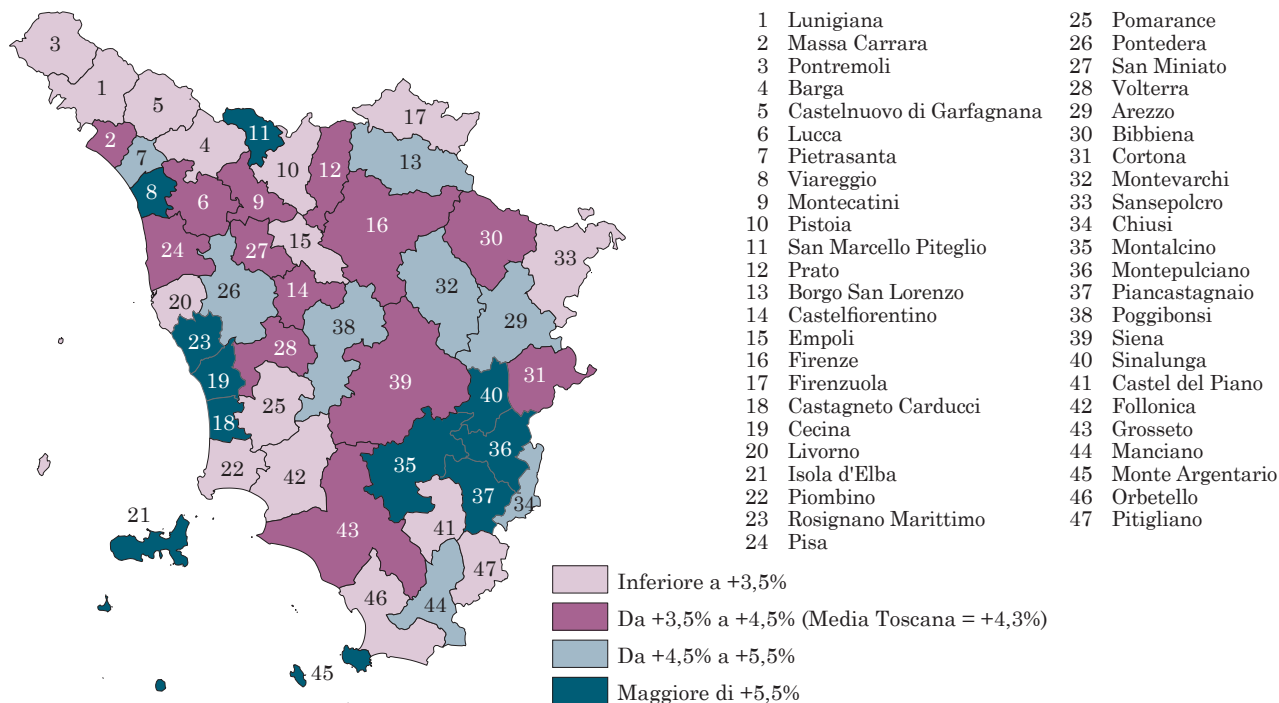 3
1
5
2
4
7
11
17
13
10
12
8
6
9
16
24
27
15
30
33
20
26
14
32
23
38
29
28
19
39
31
40
25
18
36
22
42
35
37
34
21
43
41
47
46
44
45
1 Lunigiana
2 Massa Carrara
3 Pontremoli
4 Barga
5 Castelnuovo di Garfagnana
6 Lucca
7 Pietrasanta
8 Viareggio
9 Montecatini
10 Pistoia
11 San Marcello Piteglio
12 Prato
13 Borgo San Lorenzo
14 Castelfiorentino
15 Empoli
16 Firenze
17 Firenzuola
18 Castagneto Carducci
19 Cecina
20 Livorno
21 Isola d'Elba
22 Piombino
23 Rosignano Marittimo
24 Pisa
25 Pomarance
26 Pontedera
27 San Miniato
28 Volterra
29 Arezzo
30 Bibbiena
31 Cortona
32 Montevarchi
33 Sansepolcro
34 Chiusi
35 Montalcino
36 Montepulciano
37 Piancastagnaio
38 Poggibonsi
39 Siena
40 Sinalunga
41 Castel del Piano
42 Follonica
43 Grosseto
44 Manciano
45 Monte Argentario
46 Orbetello
47 Pitigliano
Inferiore a +3,5%
Da +3,5% a +4,5% (Media Toscana = +4,3%)
Da +4,5% a +5,5%
Maggiore di +5,5%